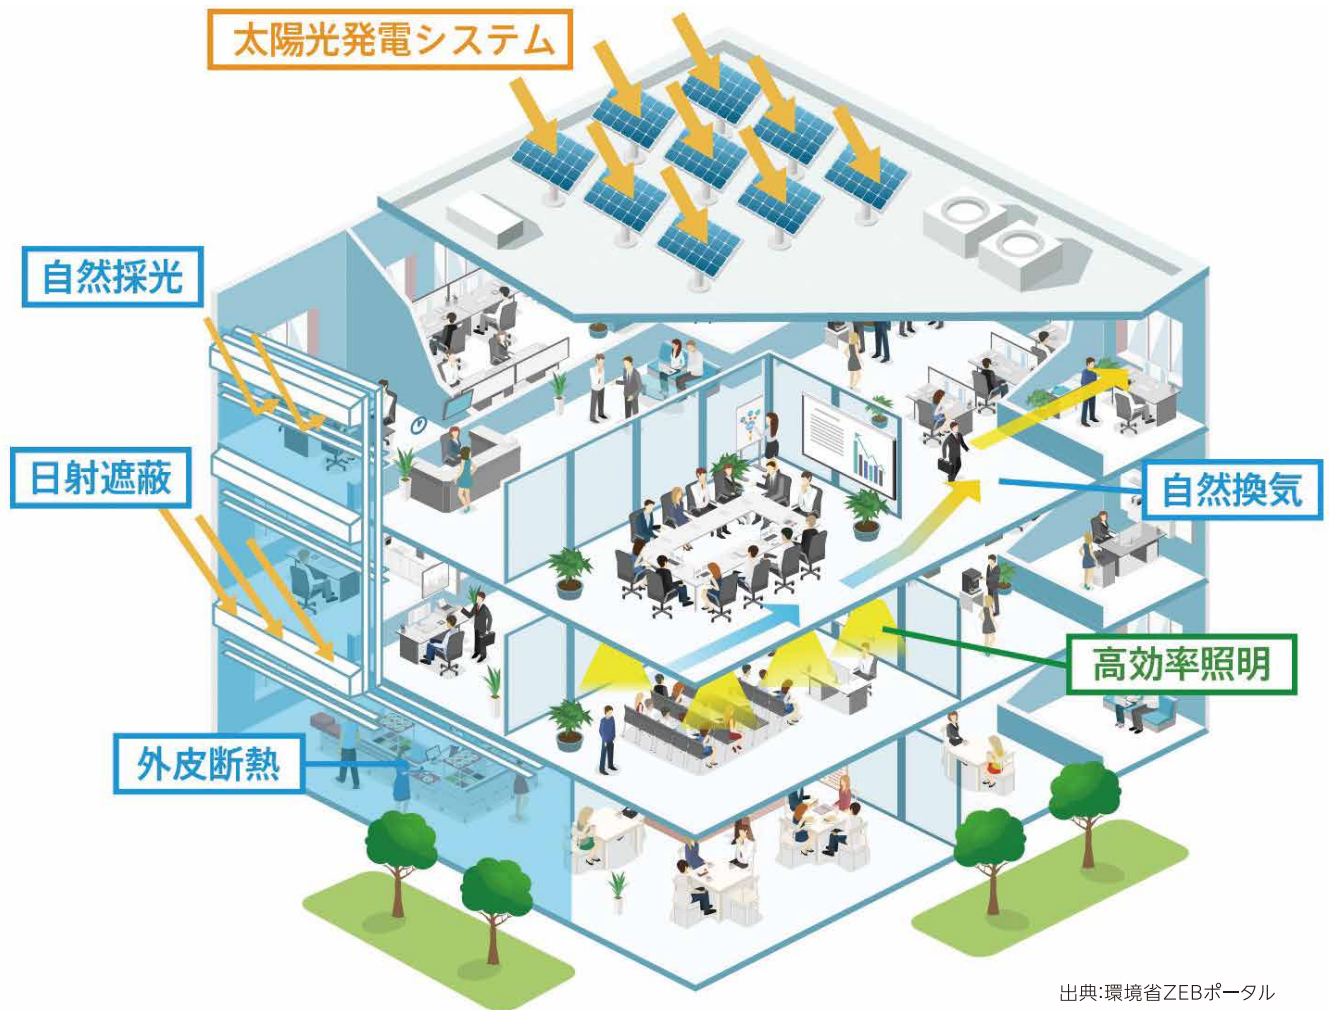 太陽光発電システム
自然採光
日射遮蔽
自然換気
高効率照明
外皮断熱
出典:環境省ZEBポータル